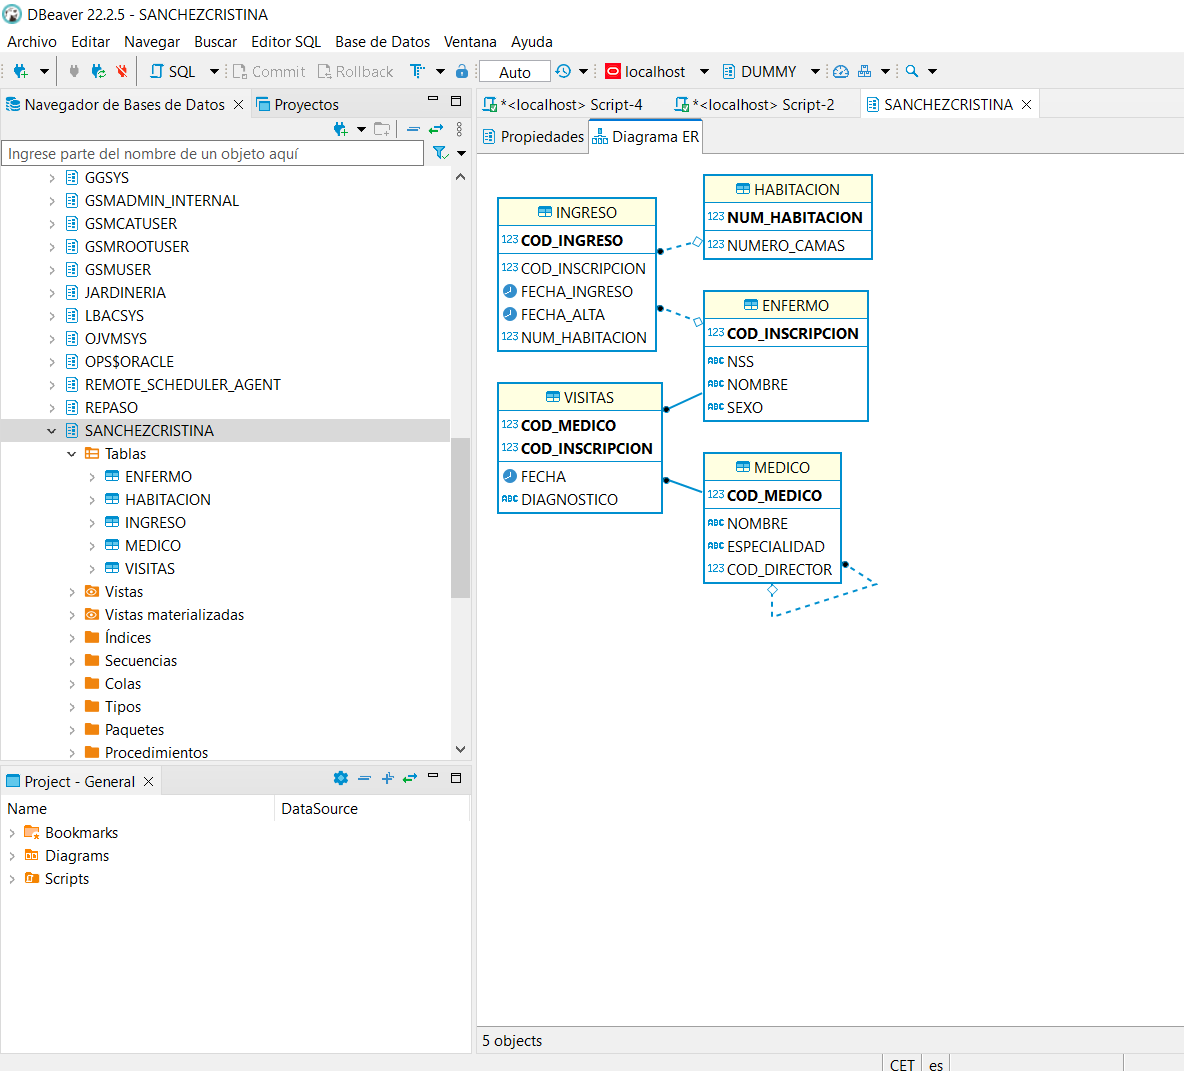 DBeaver 22.2.5 - SANCHEZCRISTINA
Archivo Editar Navegar Buscar Editor SQL Base de Datos Ventana Ayuda
SQL Commit Rollback Auto localhost DUMMY
Navegador de Bases de Datos Proyectos
Ingrese parte del nombre de un objeto aquí
GGSYS
GSMADMIN_INTERNAL
GSMCATUSER
GSMROOTUSER
GSMUSER
JARDINERIA
LBACSYS
OJVMSYS
OPS$ORACLE
REMOTE_SCHEDULER_AGENT
REPASO
SANCHEZCRISTINA
Tablas
ENFERMO
HABITACION
INGRESO
MEDICO
VISITAS
Vistas
Vistas materializadas
Índices
Secuencias
Colas
Tipos
Paquetes
Procedimientos
Project - General
Name DataSource
Bookmarks
Diagrams
Scripts
*<localhost> Script-4 *<localhost> Script-2 SANCHEZCRISTINA
Propiedades Diagrama ER
INGRESO
123 COD_INGRESO
123 COD_INSCRIPCION
FECHA_INGRESO
FECHA_ALTA
123 NUM_HABITACION
HABITACION
123 NUM_HABITACION
123 NUMERO_CAMAS
ENFERMO
123 COD_INSCRIPCION
ABC NSS
ABC NOMBRE
ABC SEXO
VISITAS
123 COD_MEDICO
123 COD_INSCRIPCION
FECHA
ABC DIAGNOSTICO
MEDICO
123 COD_MEDICO
ABC NOMBRE
ABC ESPECIALIDAD
123 COD_DIRECTOR
5 objects
CET es